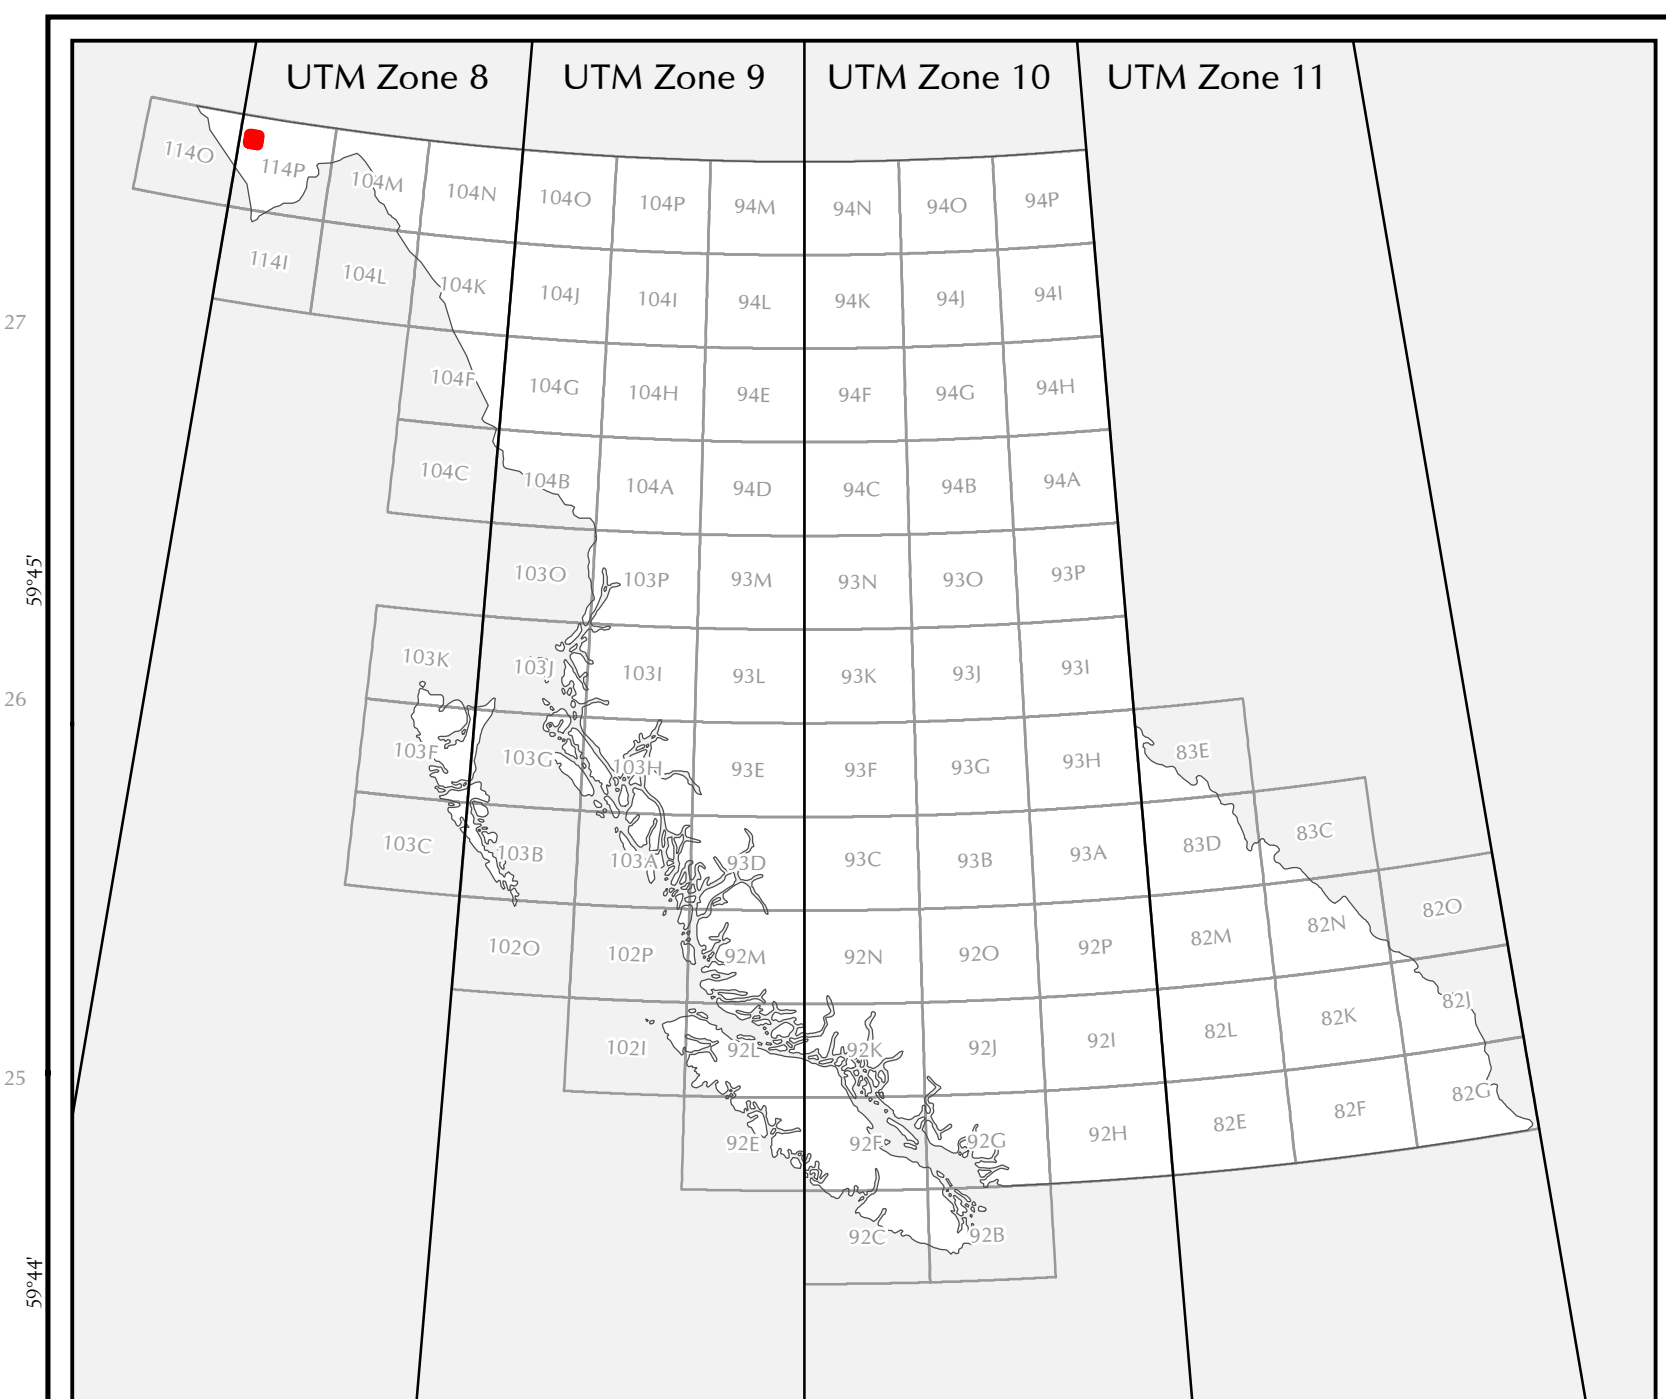 UTM Zone 8 UTM Zone 9 UTM Zone 10 UTM Zone 11
114O 114P 104M 104N 104O 104P 94M 94N 94O 94P
114I 104L 104K 104J 104I 94L 94K 94J 94I
27
104F 104G 104H 94E 94F 94G 94H
104C 104B 104A 94D 94C 94B 94A
59°45'
103O 103P 93M 93N 93O 93P
103K 103J 103I 93L 93K 93J 93I
26
103F 103G 103H 93E 93F 93G 93H 83E
103C 103B 103A 93D 93C 93B 93A 83D 83C
102O 102P 92M 92N 92O 92P 82M 82N 82O
102I 92L 92K 92J 92I 82L 82K 82J
25
92E 92F 92G 92H 82E 82F 82G
92C 92B
59°44'